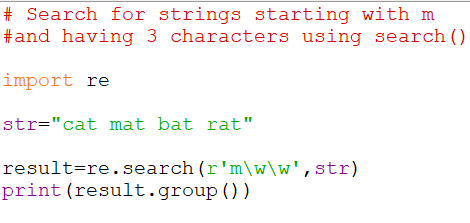 # Search for strings starting with m
#and having 3 characters using search()
import re
str="cat mat bat rat"
result=re.search(r'm\w\w',str)
print(result.group())